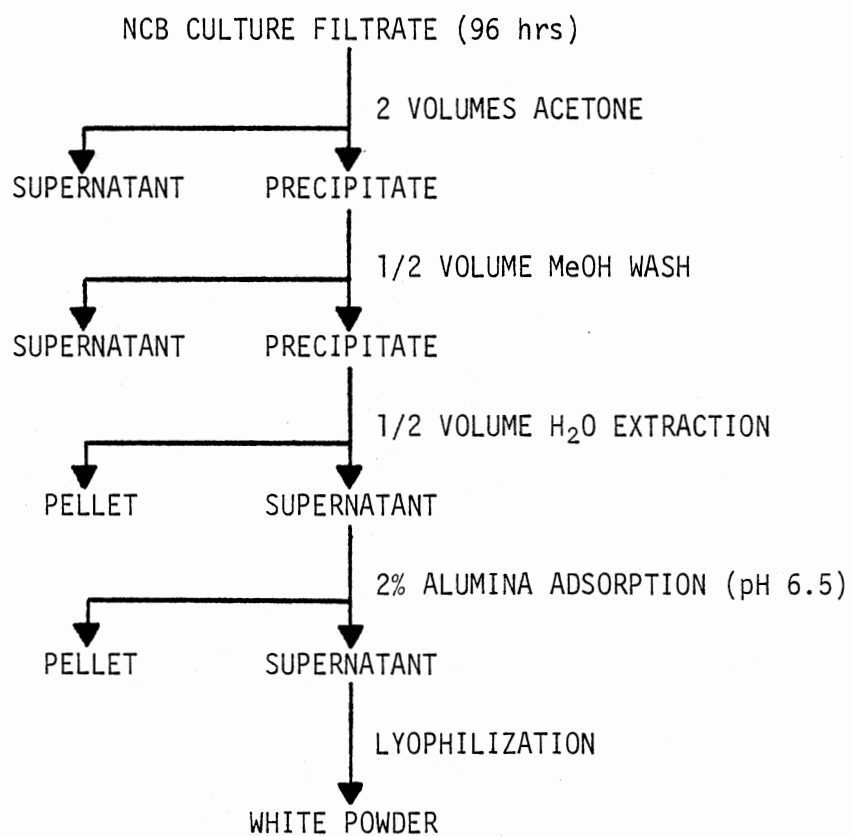 NCB CULTURE FILTRATE (96 hrs)
2 VOLUMES ACETONE
SUPERNATANT PRECIPITATE
1/2 VOLUME MeOH WASH
SUPERNATANT PRECIPITATE
1/2 VOLUME H₂O EXTRACTION
PELLET SUPERNATANT
2% ALUMINA ADSORPTION (pH 6.5)
PELLET SUPERNATANT
LYOPHILIZATION
WHITE POWDER